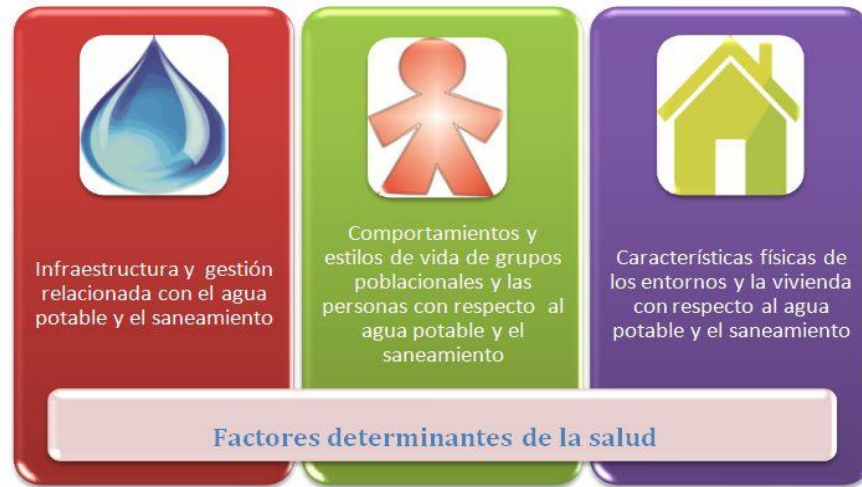 Infraestructura y gestión
relacionada con el agua
potable y el saneamiento
Comportamientos y
estilos de vida de grupos
poblacionales y las
personas con respecto al
agua potable y el
saneamiento
Características físicas de
los entornos y la vivienda
con respecto al agua
potable y el saneamiento
Factores determinantes de la salud